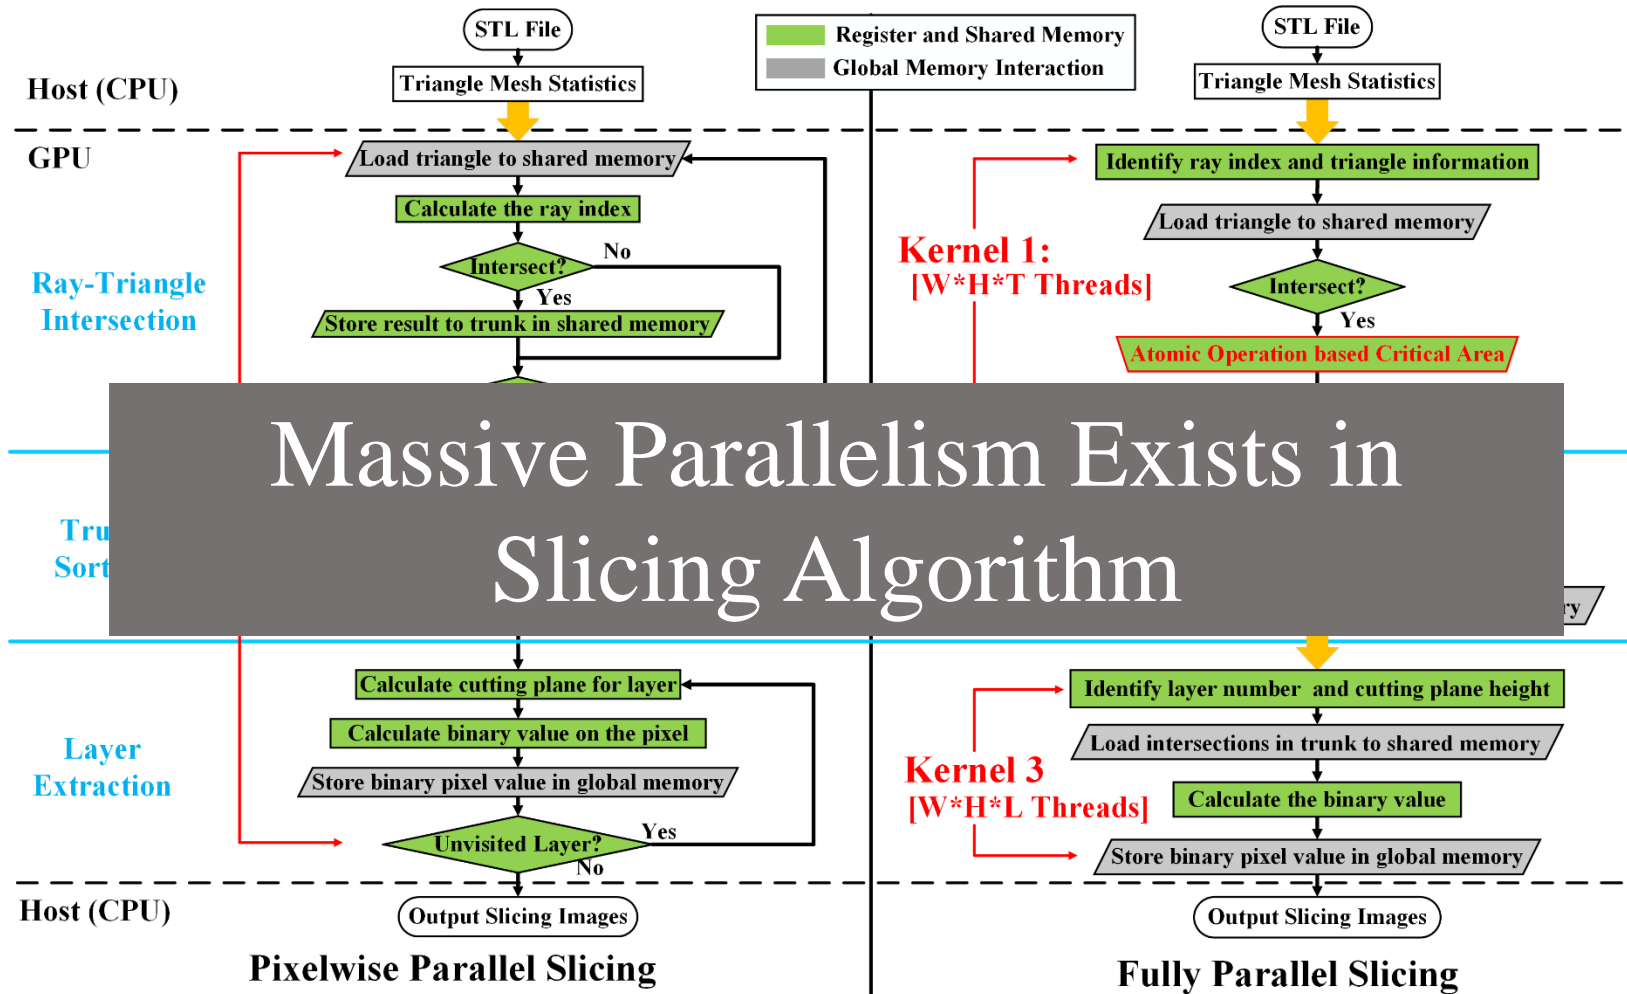 STL File
Triangle Mesh Statistics
Host (CPU)
Register and Shared Memory
Global Memory Interaction
STL File
Triangle Mesh Statistics
GPU
Load triangle to shared memory
Calculate the ray index
Intersect?
No
Yes
Store result to trunk in shared memory
Ray-Triangle
Intersection
Identify ray index and triangle information
Load triangle to shared memory
Kernel 1:
[W*H*T Threads]
Intersect?
Yes
Atomic Operation based Critical Area
Massive Parallelism Exists in
Slicing Algorithm
Calculate cutting plane for layer
Calculate binary value on the pixel
Store binary pixel value in global memory
Unvisited Layer?
Yes
No
Layer
Extraction
Identify layer number and cutting plane height
Load intersections in trunk to shared memory
Kernel 3
[W*H*L Threads]
Calculate the binary value
Store binary pixel value in global memory
Host (CPU)
Output Slicing Images
Output Slicing Images
Pixelwise Parallel Slicing
Fully Parallel Slicing